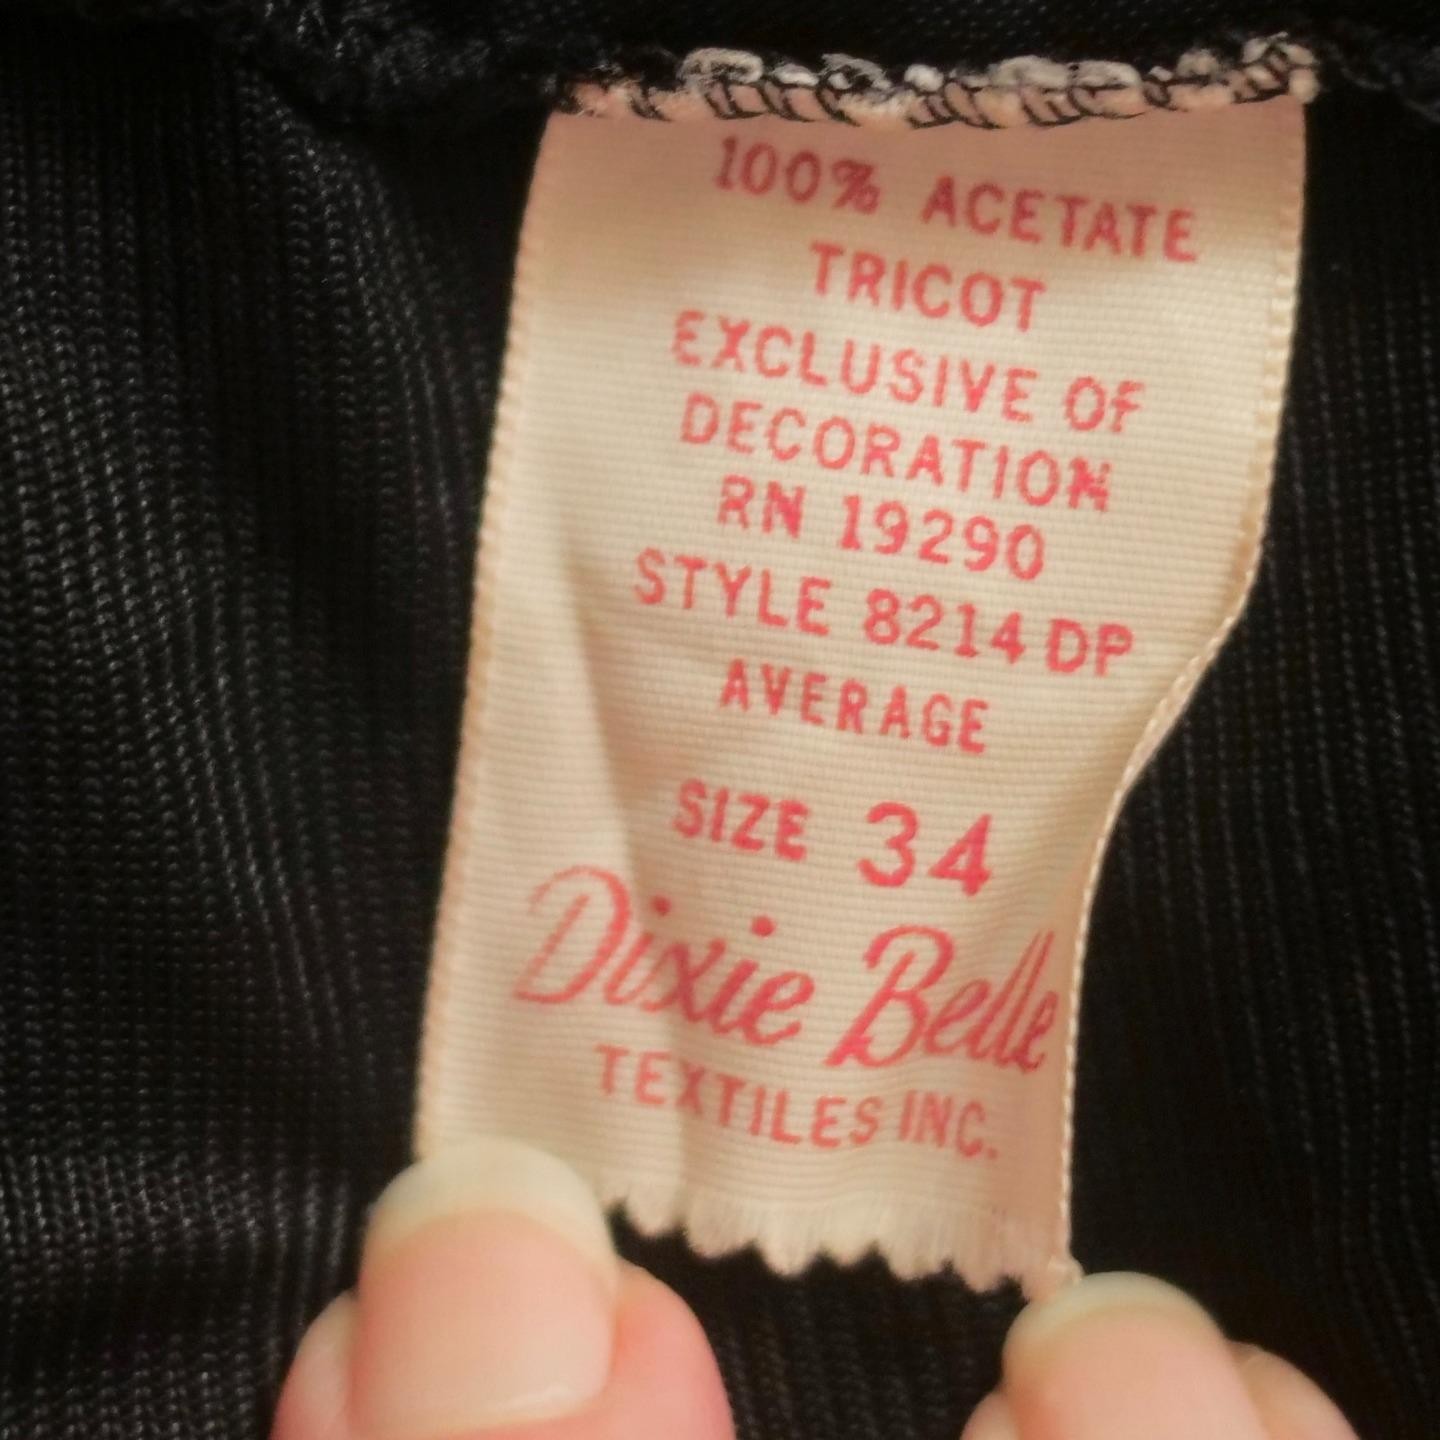 100% ACETATE
TRICOT
EXCLUSIVE OF
DECORATION
RN 19290
STYLE 8214 DP
AVERAGE
SIZE 34
Dixie Belle
TEXTILES INC.